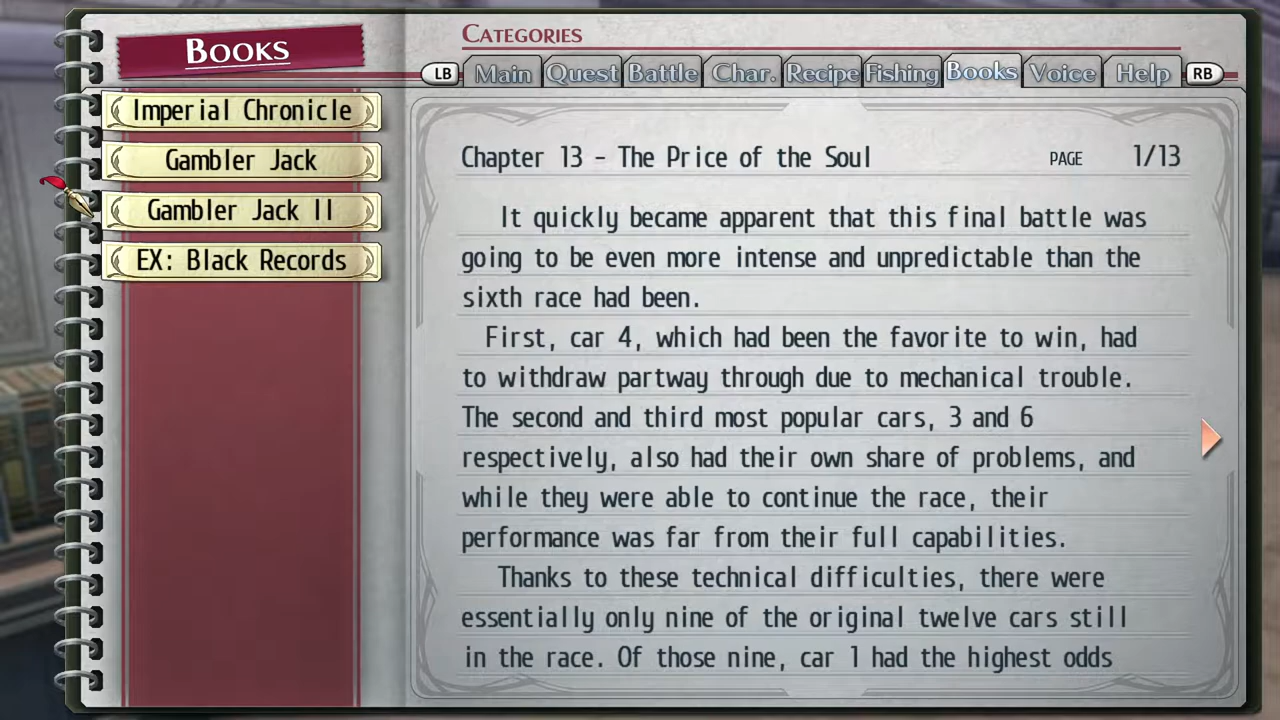 BOOKS
CATEGORIES
LB Main Quest Battle Char. Recipe Fishing Books Voice Help RB
Imperial Chronicle
Gambler Jack
Gambler Jack II
EX: Black Records
Chapter 13 - The Price of the Soul PAGE 1/13
It quickly became apparent that this final battle was
going to be even more intense and unpredictable than the
sixth race had been.
First, car 4, which had been the favorite to win, had
to withdraw partway through due to mechanical trouble.
The second and third most popular cars, 3 and 6
respectively, also had their own share of problems, and
while they were able to continue the race, their
performance was far from their full capabilities.
Thanks to these technical difficulties, there were
essentially only nine of the original twelve cars still
in the race. Of those nine, car 1 had the highest odds